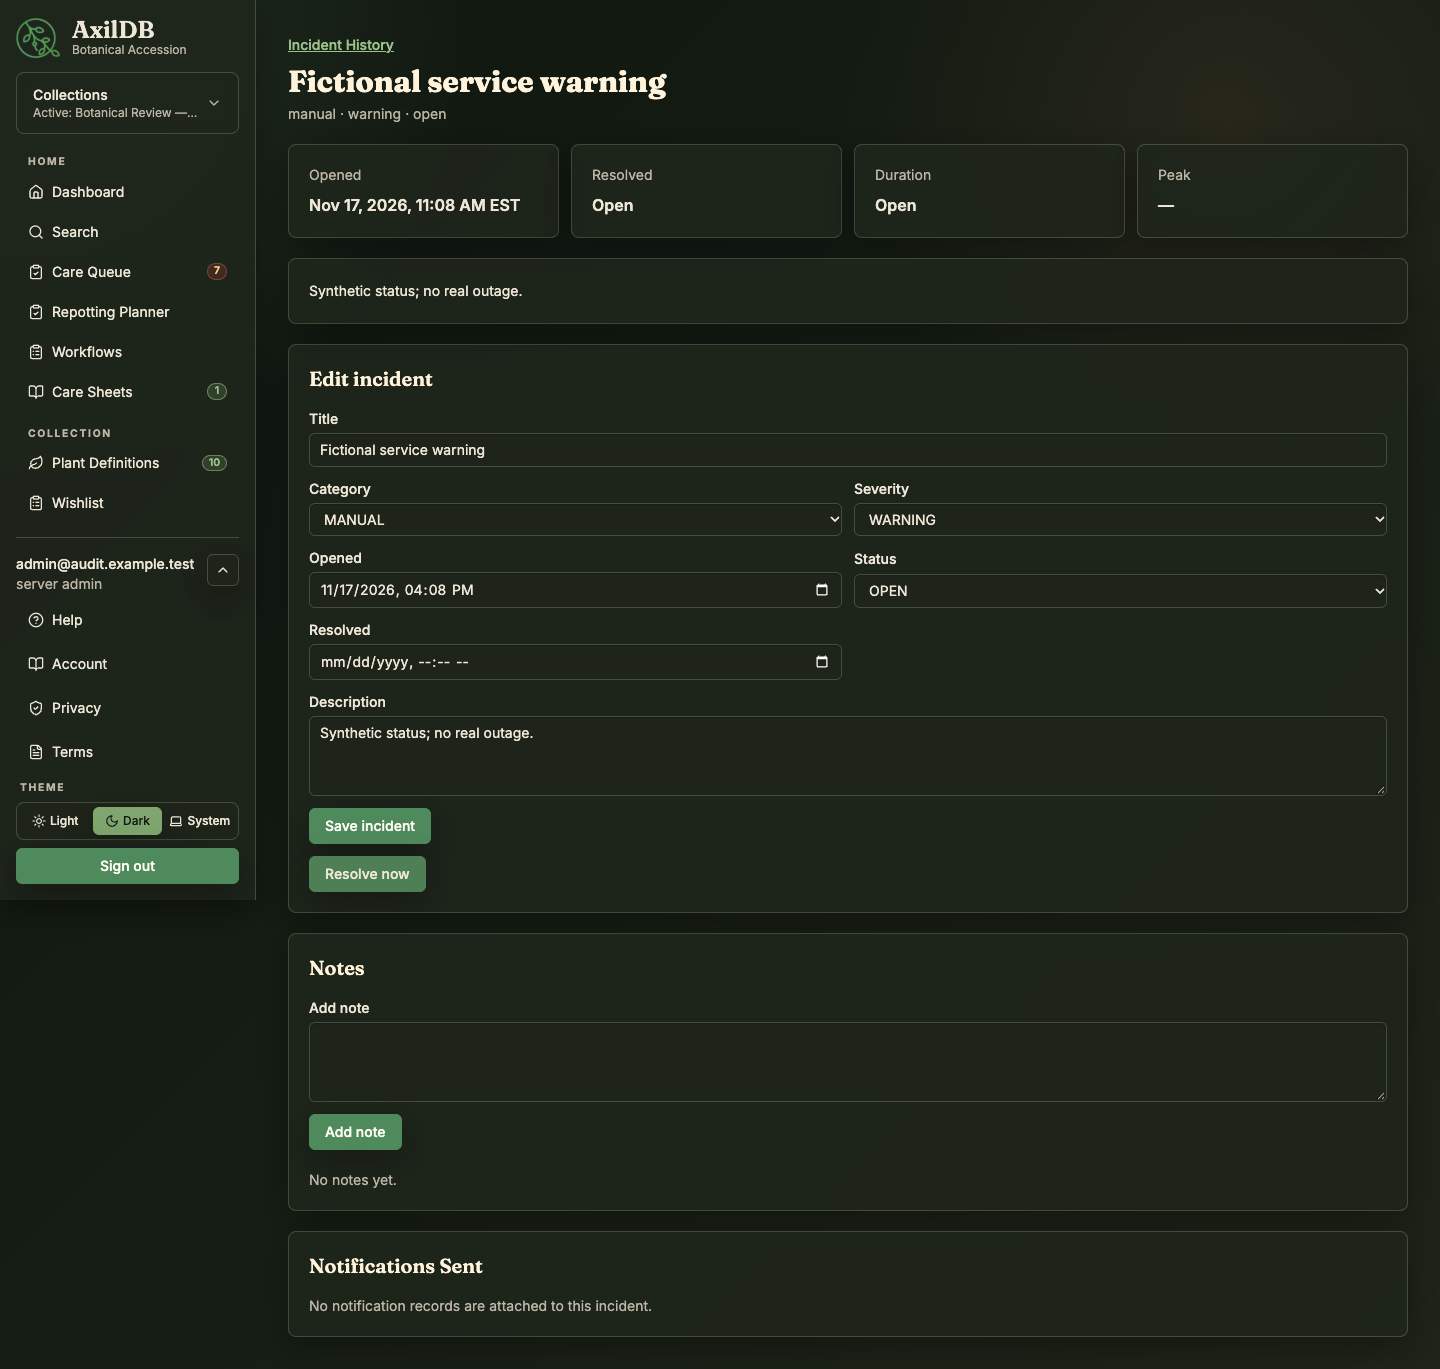 AxilDB
Botanical Accession
Collections
Active: Botanical Review —...
HOME
Dashboard
Search
Care Queue
7
Repotting Planner
Workflows
Care Sheets
1
COLLECTION
Plant Definitions
10
Wishlist
admin@audit.example.test
server admin
Help
Account
Privacy
Terms
THEME
Light
Dark
System
Sign out
Incident History
Fictional service warning
manual · warning · open
Opened
Nov 17, 2026, 11:08 AM EST
Resolved
Open
Duration
Open
Peak
—
Synthetic status; no real outage.
Edit incident
Title
Fictional service warning
Category
MANUAL
Severity
WARNING
Opened
11/17/2026, 04:08 PM
Status
OPEN
Resolved
mm/dd/yyyy, --:-- --
Description
Synthetic status; no real outage.
Save incident
Resolve now
Notes
Add note
Add note
No notes yet.
Notifications Sent
No notification records are attached to this incident.